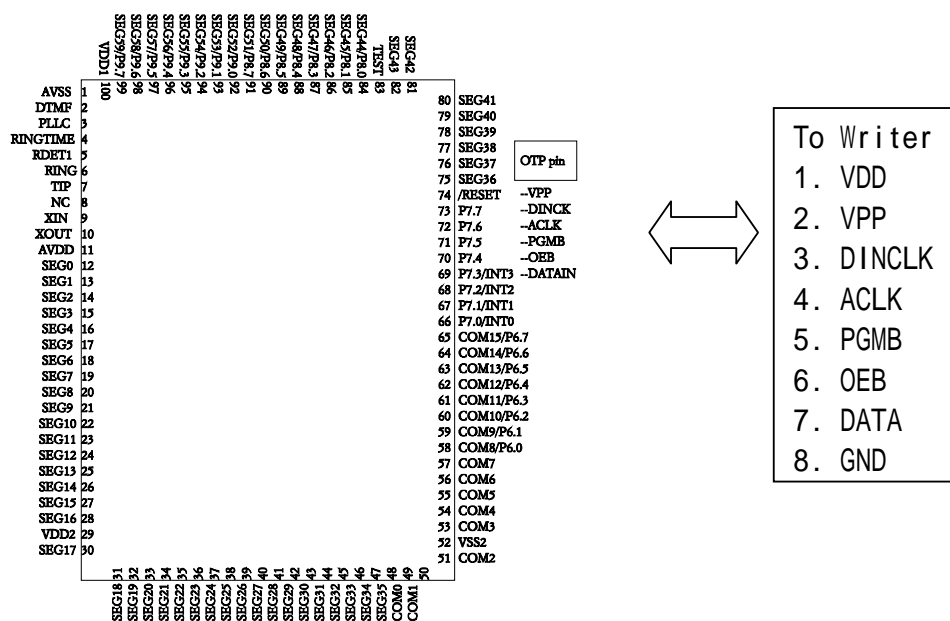 VDD1 100
SEG59/P9.7 99
SEG58/P9.6 98
SEG57/P9.5 97
SEG56/P9.4 96
SEG55/P9.3 95
SEG54/P9.2 94
SEG53/P9.1 93
SEG52/P9.0 92
SEG51/P8.7 91
SEG50/P8.6 90
SEG49/P8.5 89
SEG48/P8.4 88
SEG47/P8.3 87
SEG46/P8.2 86
SEG45/P8.1 85
SEG44/P8.0 84
TEST 83
SEG43 82
SEG42 81
AVSS 1
DTMF 2
PLLC 3
RINGTIME 4
RDET1 5
RING 6
TIP 7
NC 8
XIN 9
XOUT 10
AVDD 11
SEG0 12
SEG1 13
SEG2 14
SEG3 15
SEG4 16
SEG5 17
SEG6 18
SEG7 19
SEG8 20
SEG9 21
SEG10 22
SEG11 23
SEG12 24
SEG13 25
SEG14 26
SEG15 27
SEG16 28
VDD2 29
SEG17 30
80 SEG41
79 SEG40
78 SEG39
77 SEG38
76 SEG37
75 SEG36
OTP pin
74 /RESET --VPP
73 P7.7 --DINCK
72 P7.6 --ACLK
71 P7.5 --PGMB
70 P7.4 --OEB
69 P7.3/INT3 --DATAIN
68 P7.2/INT2
67 P7.1/INT1
66 P7.0/INT0
65 COM15/P6.7
64 COM14/P6.6
63 COM13/P6.5
62 COM12/P6.4
61 COM11/P6.3
60 COM10/P6.2
59 COM9/P6.1
58 COM8/P6.0
57 COM7
56 COM6
55 COM5
54 COM4
53 COM3
52 VSS2
51 COM2
SEG18 31
SEG19 32
SEG20 33
SEG21 34
SEG22 35
SEG23 36
SEG24 37
SEG25 38
SEG26 39
SEG27 40
SEG28 41
SEG29 42
SEG30 43
SEG31 44
SEG32 45
SEG33 46
SEG34 47
SEG35 48
COM0 49
COM1 50
To Writer
1. VDD
2. VPP
3. DINCLK
4. ACLK
5. PGMB
6. OEB
7. DATA
8. GND